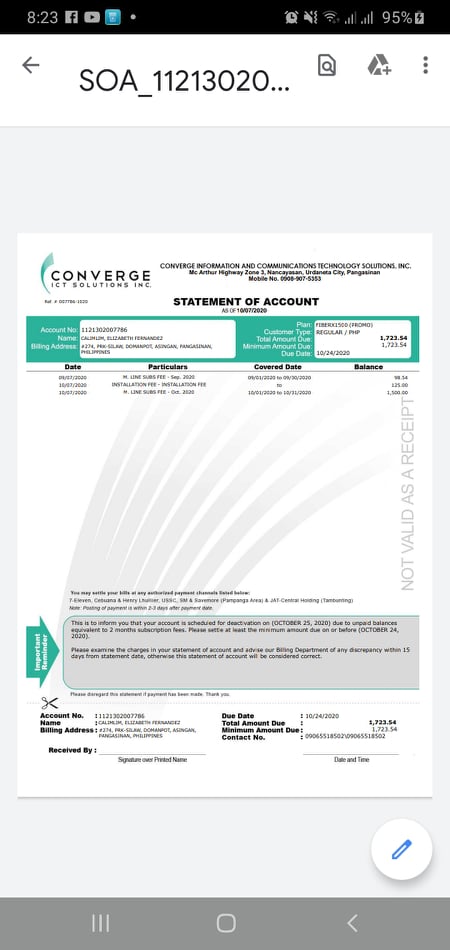 8:23
95%
SOA_11213020...
CONVERGE
ICT SOLUTIONS INC.
CONVERGE INFORMATION AND COMMUNICATIONS TECHNOLOGY SOLUTIONS. INC.
Mc Arthur Highway Zone 3, Nancayasan, Urdaneta City, Pangasinan
Mobile No. 0908-907-5353
Ref. # 007786-1020
STATEMENT OF ACCOUNT
AS OF 10/07/2020
Account No: 1121302007786
Name: CALIMLIM, ELIZABETH FERNANDEZ
Billing Address: #274, PRK-SILAW, DOMANPOT, ASINGAN, PANGASINAN, PHILIPPINES
Plan: FIBERX1500 (PROMO)
Customer Type: REGULAR / PHP
Total Amount Due: 1,723.54
Minimum Amount Due: 1,723.54
Due Date: 10/24/2020
Date Particulars Covered Date Balance
09/07/2020 M. LINE SUBS FEE - Sep. 2020 09/01/2020 to 09/30/2020 98.54
10/07/2020 INSTALLATION FEE - INSTALLATION FEE to 125.00
10/07/2020 M. LINE SUBS FEE - Oct. 2020 10/01/2020 to 10/31/2020 1,500.00
NOT VALID AS A RECEIPT
You may settle your bills at any authorized payment channels listed below:
7-Eleven, Cebuana & Henry Lhuiller, USSC, SM & Savemore (Pampanga Area) & JAT-Central Holding (Tambunting)
Note: Posting of payment is within 2-3 days after payment date.
Important Reminder
This is to inform you that your account is scheduled for deactivation on (OCTOBER 25, 2020) due to unpaid balances
equivalent to 2 months subscription fees. Please settle at least the minimum amount due on or before (OCTOBER 24,
2020).
Please examine the charges in your statement of account and advise our Billing Department of any discrepancy within 15
days from statement date, otherwise this statement of account will be considered correct.
Please disregard this statement if payment has been made. Thank you.
Account No. : 1121302007786
Name : CALIMLIM, ELIZABETH FERNANDEZ
Billing Address : #274, PRK-SILAW, DOMANPOT, ASINGAN,
PANGASINAN, PHILIPPINES
Due Date : 10/24/2020
Total Amount Due : 1,723.54
Minimum Amount Due : 1,723.54
Contact No. : 09065518502\09065518502
Received By :
Signature over Printed Name
Date and Time